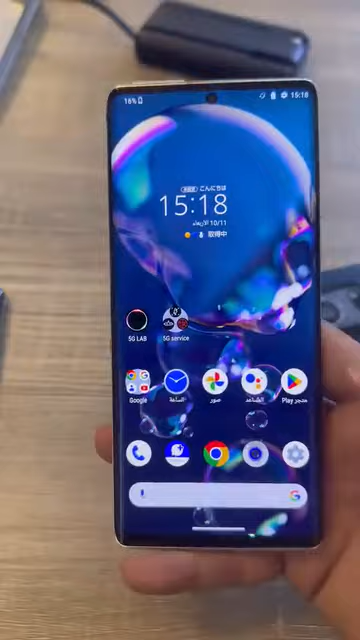 16%
15:18
こんにちは
15:18
الأربعاء 10/11
取得中
5G LAB
5G service
Google
الساعة
صور
المساعد
متجر Play